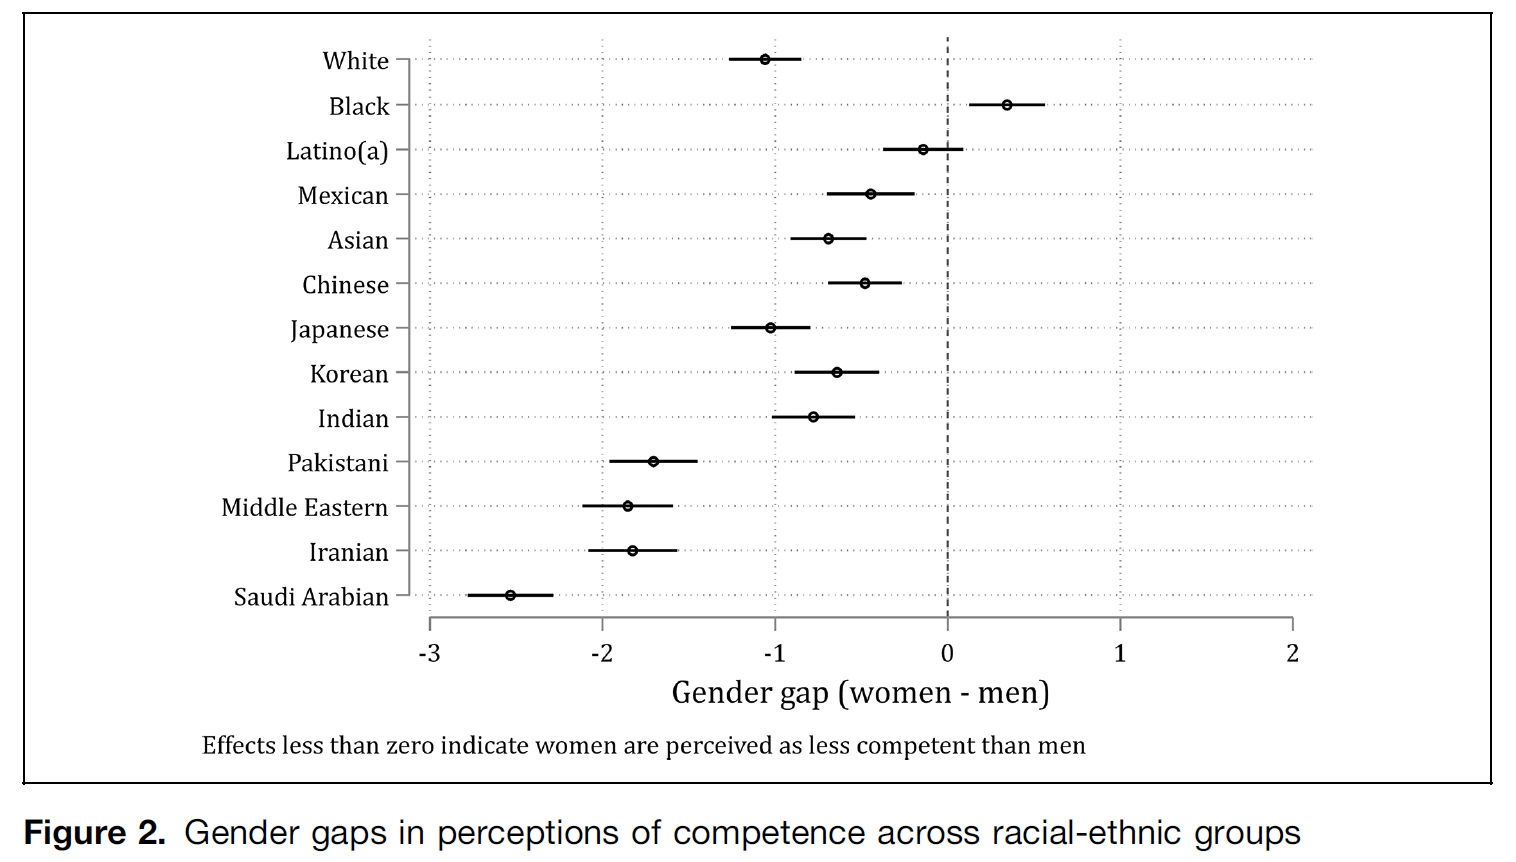 White
Black
Latino(a)
Mexican
Asian
Chinese
Japanese
Korean
Indian
Pakistani
Middle Eastern
Iranian
Saudi Arabian
-3 -2 -1 0 1 2
Gender gap (women - men)
Effects less than zero indicate women are perceived as less competent than men
Figure 2. Gender gaps in perceptions of competence across racial-ethnic groups